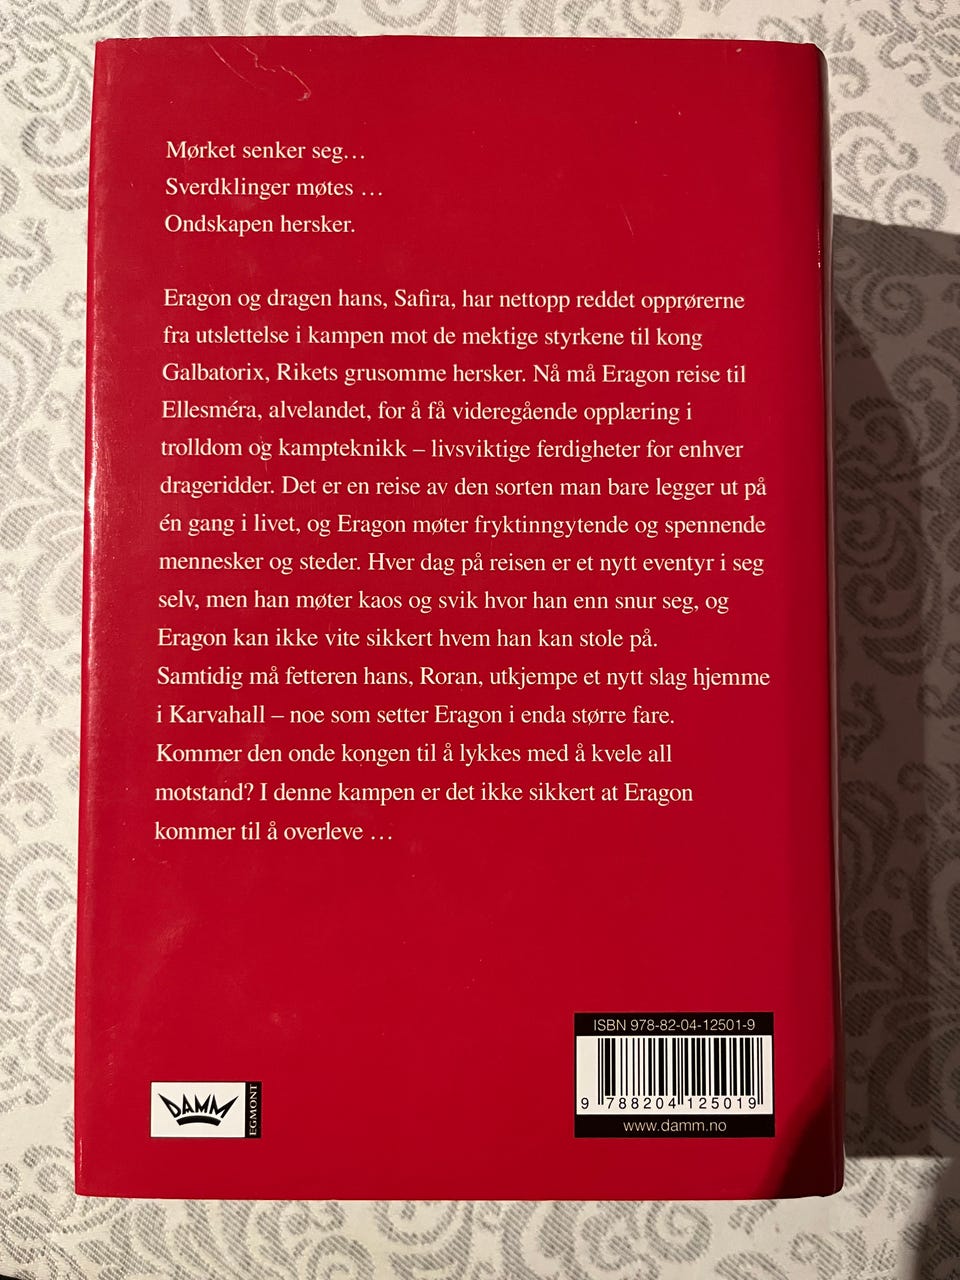 Mørket senker seg…
Sverdklinger møtes …
Ondskapen hersker.
Eragon og dragen hans, Safira, har nettopp reddet opprørerne
fra utslettelse i kampen mot de mektige styrkene til kong
Galbatorix, Rikets grusomme hersker. Nå må Eragon reise til
Ellesméra, alvelandet, for å få videregående opplæring i
trolldom og kampteknikk – livsviktige ferdigheter for enhver
drageridder. Det er en reise av den sorten man bare legger ut på
én gang i livet, og Eragon møter fryktinngytende og spennende
mennesker og steder. Hver dag på reisen er et nytt eventyr i seg
selv, men han møter kaos og svik hvor han enn snur seg, og
Eragon kan ikke vite sikkert hvem han kan stole på.
Samtidig må fetteren hans, Roran, utkjempe et nytt slag hjemme
i Karvahall – noe som setter Eragon i enda større fare.
Kommer den onde kongen til å lykkes med å kvele all
motstand? I denne kampen er det ikke sikkert at Eragon
kommer til å overleve …
ISBN 978-82-04-12501-9
9 788204 125019
www.damm.no
DAMM
EGMONT